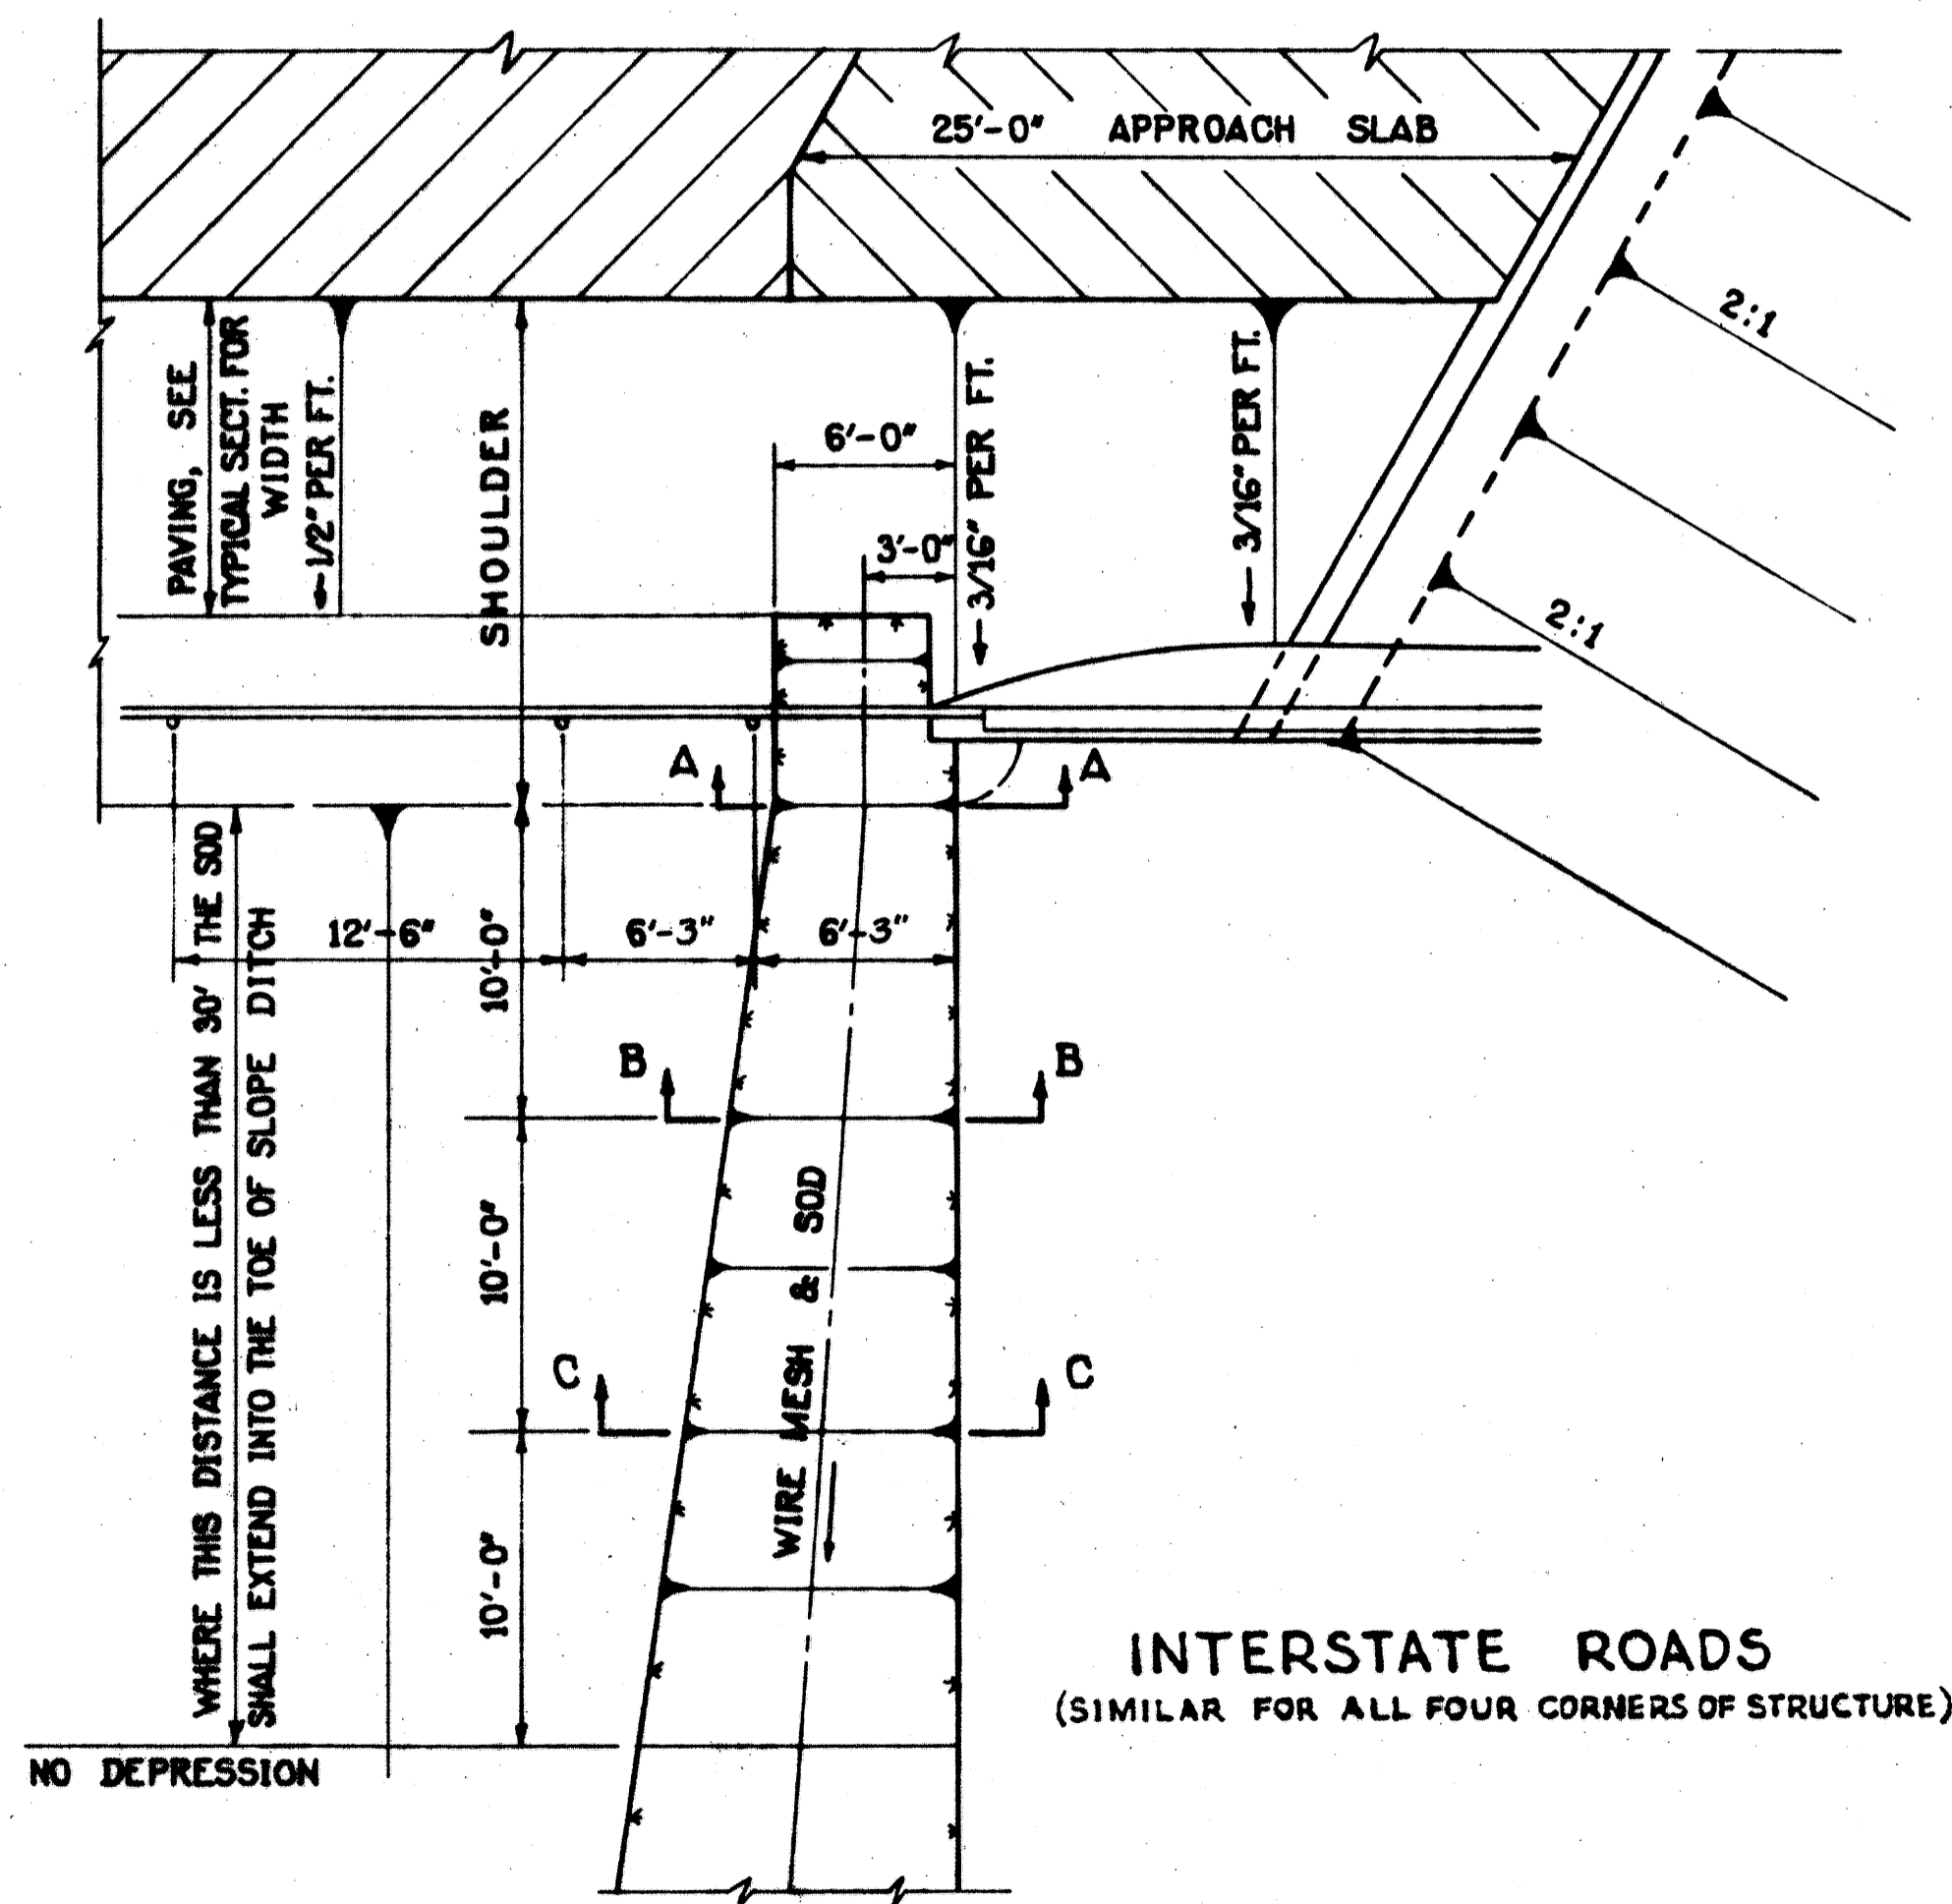 25'-0" APPROACH SLAB
2:1
PAVING, SEE
TYPICAL SECT. FOR
WIDTH
1/2" PER FT.
SHOULDER
6'-0"
3'-0"
3/16" PER FT.
3/16" PER FT.
2:1
A
A
WHERE THIS DISTANCE IS LESS THAN 30' THE SOD
SHALL EXTEND INTO THE TOE OF SLOPE DITCH
12'-6"
10'-0"
6'-3"
6'-3"
B
B
10'-0"
WIRE MESH & SOD
C
C
10'-0"
INTERSTATE ROADS
(SIMILAR FOR ALL FOUR CORNERS OF STRUCTURE)
NO DEPRESSION